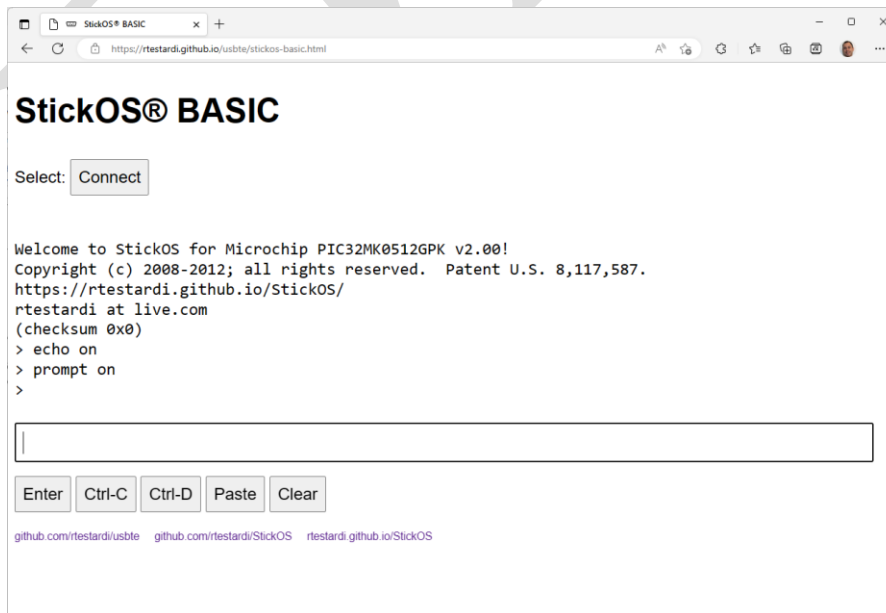 StickOS® BASIC
https://rtestardi.github.io/usbte/stickos-basic.html
StickOS® BASIC
Select: Connect
Welcome to StickOS for Microchip PIC32MK0512GPK v2.00!
Copyright (c) 2008-2012; all rights reserved.  Patent U.S. 8,117,587.
https://rtestardi.github.io/StickOS/
rtestardi at live.com
(checksum 0x0)
> echo on
> prompt on
>
Enter Ctrl-C Ctrl-D Paste Clear
github.com/rtestardi/usbte github.com/rtestardi/StickOS rtestardi.github.io/StickOS